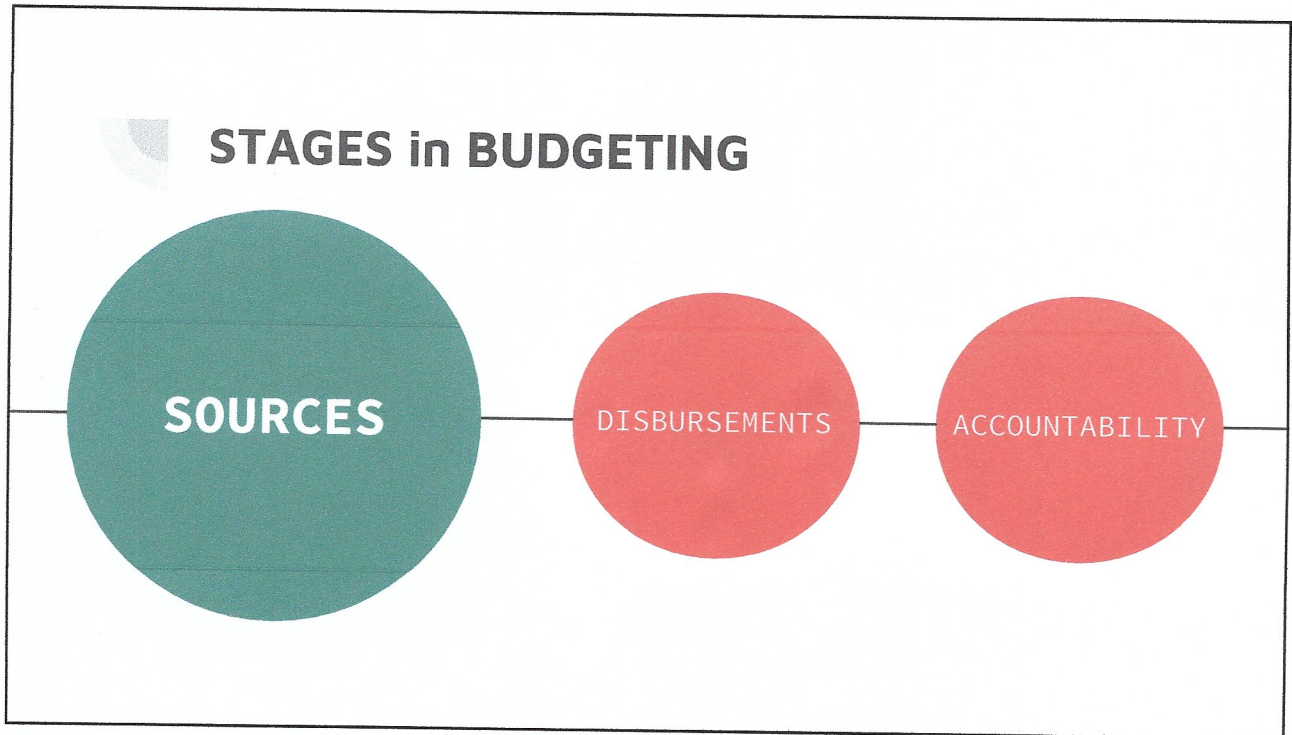 STAGES in BUDGETING
SOURCES
DISBURSEMENTS
ACCOUNTABILITY